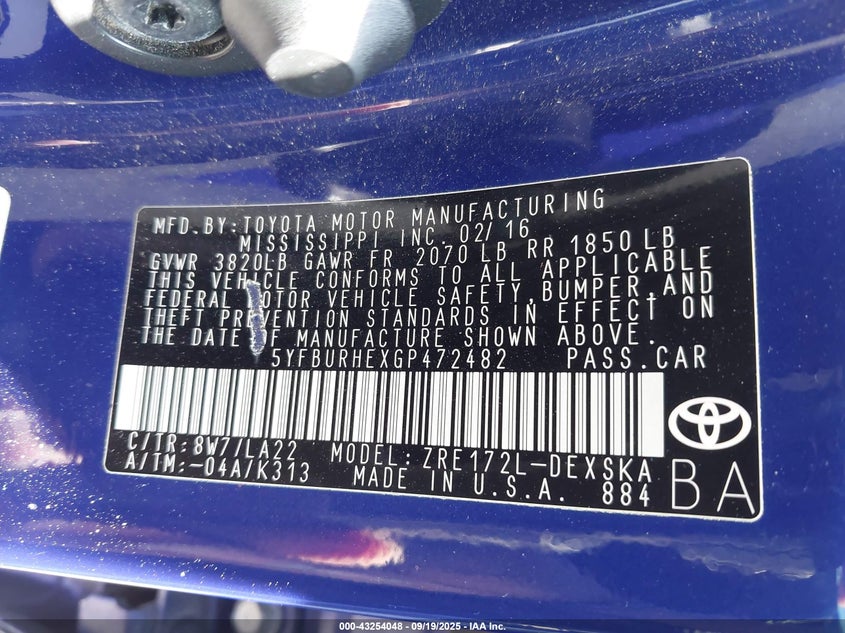 MFD. BY: TOYOTA MOTOR MANUFACTURING
MISSISSIPPI INC. 02/16
GVWR 3820LB GAWR FR 2070 LB RR 1850 LB
THIS VEHICLE CONFORMS TO ALL APPLICABLE
FEDERAL MOTOR VEHICLE SAFETY, BUMPER, AND
THEFT PREVENTION STANDARDS IN EFFECT ON
THE DATE OF MANUFACTURE SHOWN ABOVE.
5YFBURHEXGP472482 PASS.CAR
C/TR: 8W7/LA22 MODEL: ZRE172L-DEXSKA
A/TM: -04A/K313 MADE IN U.S.A. 884
BA
000-43254048 - 09/19/2025 - IAA Inc.